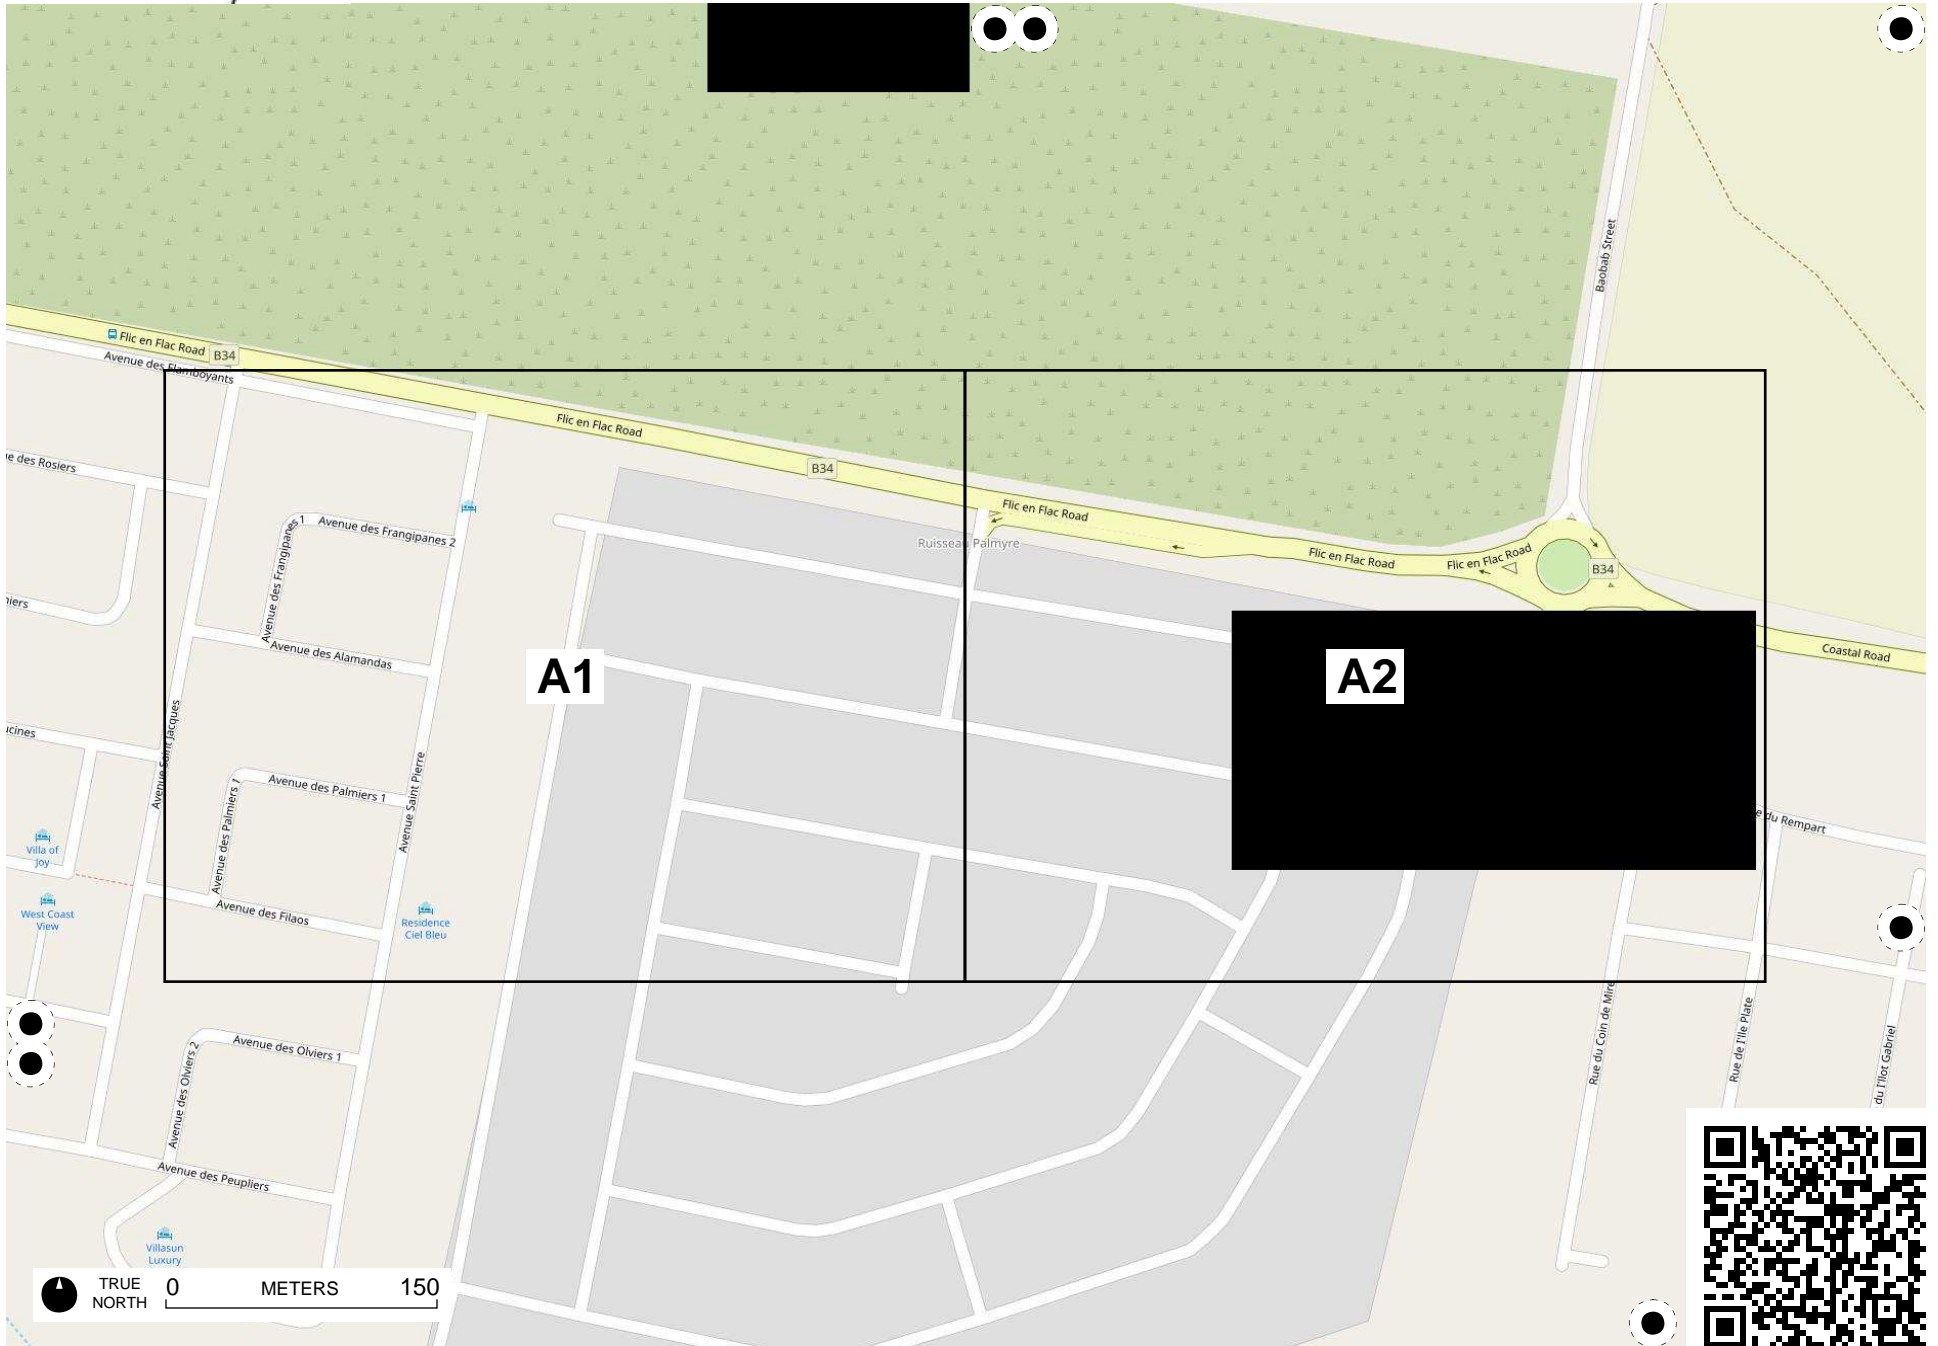 Baobab Street
Flic en Flac Road
B34
Avenue des Flamboyants
Flic en Flac Road
B34
des Rosiers
Flic en Flac Road
Avenue des Frangipanes 1
Avenue des Frangipanes 2
Ruisseau Palmyre
Flic en Flac Road
Flic en Flac Road
B34
Avenue des Alamandas
Coastal Road
A1
A2
Avenue Saint Jacques
Avenue Saint Pierre
Avenue des Palmiers 1
Avenue des Palmiers 1
du Rempart
Villa of
Joy
West Coast
View
Avenue des Filaos
Residence
Ciel Bleu
Rue du Coin de Mire
Rue de l'Ile Plate
du l'Ilot Gabriel
Avenue des Olviers 1
Avenue des Olviers 2
Avenue des Peupliers
Villasun
Luxury
TRUE
NORTH
0 METERS 150